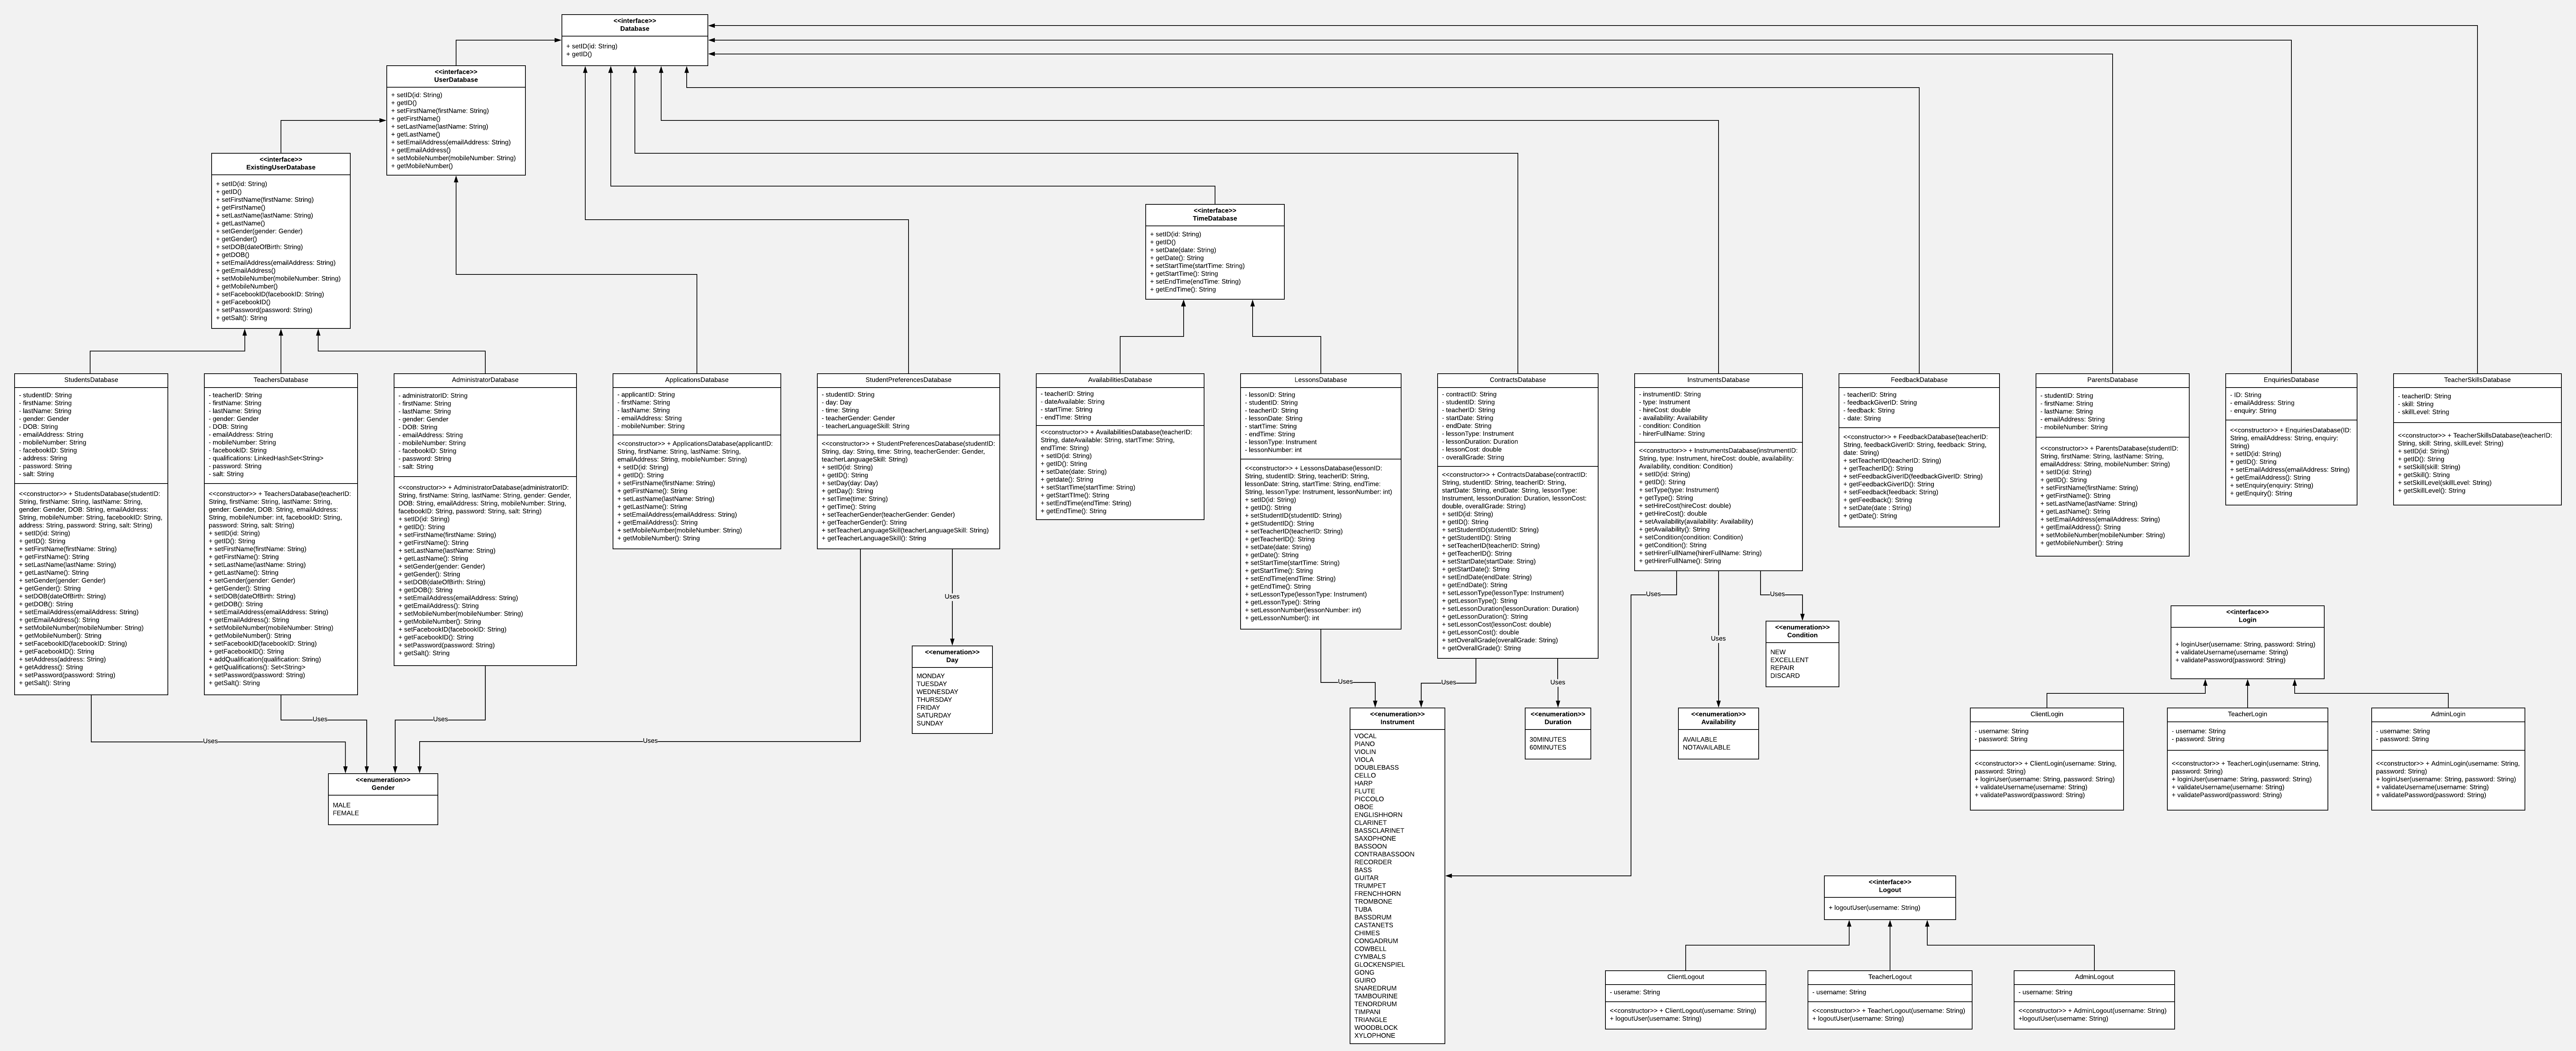 <<interface>>
Database
+ setID(id: String)
+ getID()
<<interface>>
UserDatabase
+ setID(id: String)
+ getID()
+ setFirstName(firstName: String)
+ getFirstName()
+ setLastName(lastName: String)
+ getLastName()
+ setEmailAddress(emailAddress: String)
+ getEmailAddress()
+ setMobileNumber(mobileNumber: String)
+ getMobileNumber()
<<interface>>
ExistingUserDatabase
+ setID(id: String)
+ getID()
+ setFirstName(firstName: String)
+ getFirstName()
+ setLastName(lastName: String)
+ getLastName()
+ setGender(gender: Gender)
+ getGender()
+ setDOB(dateOfBirth: String)
+ getDOB()
+ setEmailAddress(emailAddress: String)
+ getEmailAddress()
+ setMobileNumber(mobileNumber: String)
+ getMobileNumber()
+ setFacebookID(facebookID: String)
+ getFacebookID()
+ setPassword(password: String)
+ getSalt(): String
<<interface>>
TimeDatabase
+ setID(id: String)
+ getID()
+ setDate(date: String)
+ getDate(): String
+ setStartTime(startTime: String)
+ getStartTime(): String
+ setEndTime(endTime: String)
+ getEndTime(): String
StudentsDatabase
- studentID: String
- firstName: String
- lastName: String
- gender: Gender
- DOB: String
- emailAddress: String
- mobileNumber: String
- facebookID: String
- address: String
- password: String
- salt: String
<<constructor>> + StudentsDatabase(studentID:
String, firstName: String, lastName: String,
gender: Gender, DOB: String, emailAddress:
String, mobileNumber: String, facebookID: String,
address: String, password: String, salt: String)
+ setID(id: String)
+ getID(): String
+ setFirstName(firstName: String)
+ getFirstName(): String
+ setLastName(lastName: String)
+ getLastName(): String
+ setGender(gender: Gender)
+ getGender(): String
+ setDOB(dateOfBirth: String)
+ getDOB(): String
+ setEmailAddress(emailAddress: String)
+ getEmailAddress(): String
+ setMobileNumber(mobileNumber: String)
+ getMobileNumber(): String
+ setFacebookID(facebookID: String)
+ getFacebookID(): String
+ setAddress(address: String)
+ getAddress(): String
+ setPassword(password: String)
+ getSalt(): String
TeachersDatabase
- teacherID: String
- firstName: String
- lastName: String
- gender: Gender
- DOB: String
- emailAddress: String
- mobileNumber: String
- facebookID: String
- qualifications: LinkedHashSet<String>
- password: String
- salt: String
<<constructor>> + TeachersDatabase(teacherID:
String, firstName: String, lastName: String,
gender: Gender, DOB: String, emailAddress:
String, mobileNumber: int, facebookID: String,
password: String, salt: String)
+ setID(id: String)
+ getID(): String
+ setFirstName(firstName: String)
+ getFirstName(): String
+ setLastName(lastName: String)
+ getLastName(): String
+ setGender(gender: Gender)
+ getGender(): String
+ setDOB(dateOfBirth: String)
+ getDOB(): String
+ setEmailAddress(emailAddress: String)
+ getEmailAddress(): String
+ setMobileNumber(mobileNumber: String)
+ getMobileNumber(): String
+ setFacebookID(facebookID: String)
+ getFacebookID(): String
+ addQualification(qualification: String)
+ getQualifications(): Set<String>
+ setPassword(password: String)
+ getSalt(): String
AdministratorDatabase
- administratorID: String
- firstName: String
- lastName: String
- gender: Gender
- DOB: String
- emailAddress: String
- mobileNumber: String
- facebookID: String
- password: String
- salt: String
<<constructor>> + AdministratorDatabase(administratorID:
String, firstName: String, lastName: String, gender: Gender,
DOB: String, emailAddress: String, mobileNumber: String,
facebookID: String, password: String, salt: String)
+ setID(id: String)
+ getID(): String
+ setFirstName(firstName: String)
+ getFirstName(): String
+ setLastName(lastName: String)
+ getLastName(): String
+ setGender(gender: Gender)
+ getGender(): String
+ setDOB(dateOfBirth: String)
+ getDOB(): String
+ setEmailAddress(emailAddress: String)
+ getEmailAddress(): String
+ setMobileNumber(mobileNumber: String)
+ getMobileNumber(): String
+ setFacebookID(facebookID: String)
+ getFacebookID(): String
+ setPassword(password: String)
+ getSalt(): String
ApplicationsDatabase
- applicantID: String
- firstName: String
- lastName: String
- emailAddress: String
- mobileNumber: String
<<constructor>> + ApplicationsDatabase(applicantID:
String, firstName: String, lastName: String,
emailAddress: String, mobileNumber: String)
+ setID(id: String)
+ getID(): String
+ setFirstName(firstName: String)
+ getFirstName(): String
+ setLastName(lastName: String)
+ getLastName(): String
+ setEmailAddress(emailAddress: String)
+ getEmailAddress(): String
+ setMobileNumber(mobileNumber: String)
+ getMobileNumber(): String
StudentPreferencesDatabase
- studentID: String
- day: Day
- time: String
- teacherGender: Gender
- teacherLanguageSkill: String
<<constructor>> + StudentPreferencesDatabase(studentID:
String, day: String, time: String, teacherGender: Gender,
teacherLanguageSkill: String)
+ setID(id: String)
+ getID(): String
+ setDay(day: Day)
+ getDay(): String
+ setTime(time: String)
+ getTime(): String
+ setTeacherGender(teacherGender: Gender)
+ getTeacherGender(): String
+ setTeacherLanguageSkill(teacherLanguageSkill: String)
+ getTeacherLanguageSkill(): String
AvailabilitiesDatabase
- teacherID: String
- dateAvailable: String
- startTime: String
- endTIme: String
<<constructor>> + AvailabilitiesDatabase(teacherID:
String, dateAvailable: String, startTime: String,
endTime: String)
+ setID(id: String)
+ getID(): String
+ setDate(date: String)
+ getdate(): String
+ setStartTime(startTime: String)
+ getStartTIme(): String
+ setEndTime(endTime: String)
+ getEndTime(): String
LessonsDatabase
- lessonID: String
- studentID: String
- teacherID: String
- lessonDate: String
- startTime: String
- endTime: String
- lessonType: Instrument
- lessonNumber: int
<<constructor>> + LessonsDatabase(lessonID:
String, studentID: String, teacherID: String,
lessonDate: String, startTime: String, endTime:
String, lessonType: Instrument, lessonNumber: int)
+ setID(id: String)
+ getID(): String
+ setStudentID(studentID: String)
+ getStudentID(): String
+ setTeacherID(teacherID: String)
+ getTeacherID(): String
+ setDate(date: String)
+ getDate(): String
+ setStartTime(startTime: String)
+ getStartTime(): String
+ setEndTime(endTime: String)
+ getEndTime(): String
+ setLessonType(lessonType: Instrument)
+ getLessonType(): String
+ setLessonNumber(lessonNumber: int)
+ getLessonNumber(): int
ContractsDatabase
- contractID: String
- studentID: String
- teacherID: String
- startDate: String
- endDate: String
- lessonType: Instrument
- lessonDuration: Duration
- lessonCost: double
- overallGrade: String
<<constructor>> + ContractsDatabase(contractID:
String, studentID: String, teacherID: String,
startDate: String, endDate: String, lessonType:
Instrument, lessonDuration: Duration, lessonCost:
double, overallGrade: String)
+ setID(id: String)
+ getID(): String
+ setStudentID(studentID: String)
+ getStudentID(): String
+ setTeacherID(teacherID: String)
+ getTeacherID(): String
+ setStartDate(startDate: String)
+ getStartDate(): String
+ setEndDate(endDate: String)
+ getEndDate(): String
+ setLessonType(lessonType: Instrument)
+ getLessonType(): String
+ setLessonDuration(lessonDuration: Duration)
+ getLessonDuration(): String
+ setLessonCost(lessonCost: double)
+ getLessonCost(): double
+ setOverallGrade(overallGrade: String)
+ getOverallGrade(): String
InstrumentsDatabase
- instrumentID: String
- type: Instrument
- hireCost: double
- availability: Availability
- condition: Condition
- hirerFullName: String
<<constructor>> + InstrumentsDatabase(instrumentID:
String, type: Instrument, hireCost: double, availability:
Availability, condition: Condition)
+ setID(id: String)
+ getID(): String
+ setType(type: Instrument)
+ getType(): String
+ setHireCost(hireCost: double)
+ getHireCost(): double
+ setAvailability(availability: Availability)
+ getAvailability(): String
+ setCondition(condition: Condition)
+ getCondition(): String
+ setHirerFullName(hirerFullName: String)
+ getHirerFullName(): String
FeedbackDatabase
- teacherID: String
- feedbackGiverID: String
- feedback: String
- date: String
<<constructor>> + FeedbackDatabase(teacherID:
String, feedbackGiverID: String, feedback: String,
date: String)
+ setTeacherID(teacherID: String)
+ getTeacherID(): String
+ setFeedbackGiverID(feedbackGiverID: String)
+ getFeedbackGiverID(): String
+ setFeedback(feedback: String)
+ getFeedback(): String
+ setDate(date : String)
+ getDate(): String
ParentsDatabase
- studentID: String
- firstName: String
- lastName: String
- emailAddress: String
- mobileNumber: String
<<constructor>> + ParentsDatabase(studentID:
String, firstName: String, lastName: String,
emailAddress: String, mobileNumber: String)
+ setID(id: String)
+ getID(): String
+ setFirstName(firstName: String)
+ getFirstName(): String
+ setLastName(lastName: String)
+ getLastName(): String
+ setEmailAddress(emailAddress: String)
+ getEmailAddress(): String
+ setMobileNumber(mobileNumber: String)
+ getMobileNumber(): String
EnquiriesDatabase
- ID: String
- emailAddress: String
- enquiry: String
<<constructor>> + EnquiriesDatabase(ID:
String, emailAddress: String, enquiry:
String)
+ setID(id: String)
+ getID(): String
+ setEmailAddress(emailAddress: String)
+ getEmailAddress(): String
+ setEnquiry(enquiry: String)
+ getEnquiry(): String
TeacherSkillsDatabase
- teacherID: String
- skill: String
- skillLevel: String
<<constructor>> + TeacherSkillsDatabase(teacherID:
String, skill: String, skillLevel: String)
+ setID(id: String)
+ getID(): String
+ setSkill(skill: String)
+ getSkill(): String
+ setSkillLevel(skillLevel: String)
+ getSkillLevel(): String
Uses
Uses
Uses
Uses
Uses
Uses
Uses
Uses
Uses
Uses
Uses
<<enumeration>>
Gender
MALE
FEMALE
<<enumeration>>
Day
MONDAY
TUESDAY
WEDNESDAY
THURSDAY
FRIDAY
SATURDAY
SUNDAY
<<enumeration>>
Instrument
VOCAL
PIANO
VIOLIN
VIOLA
DOUBLEBASS
CELLO
HARP
FLUTE
PICCOLO
OBOE
ENGLISHHORN
CLARINET
BASSCLARINET
SAXOPHONE
BASSOON
CONTRABASSOON
RECORDER
BASS
GUITAR
TRUMPET
FRENCHHORN
TROMBONE
TUBA
BASSDRUM
CASTANETS
CHIMES
CONGADRUM
COWBELL
CYMBALS
GLOCKENSPIEL
GONG
GUIRO
SNAREDRUM
TAMBOURINE
TENORDRUM
TIMPANI
TRIANGLE
WOODBLOCK
XYLOPHONE
<<enumeration>>
Duration
30MINUTES
60MINUTES
<<enumeration>>
Availability
AVAILABLE
NOTAVAILABLE
<<enumeration>>
Condition
NEW
EXCELLENT
REPAIR
DISCARD
<<interface>>
Login
+ loginUser(username: String, password: String)
+ validateUsername(username: String)
+ validatePassword(password: String)
ClientLogin
- username: String
- password: String
<<constructor>> + ClientLogin(username: String,
password: String)
+ loginUser(username: String, password: String)
+ validateUsername(username: String)
+ validatePassword(password: String)
TeacherLogin
- username: String
- password: String
<<constructor>> + TeacherLogin(username: String,
password: String)
+ loginUser(username: String, password: String)
+ validateUsername(username: String)
+ validatePassword(password: String)
AdminLogin
- username: String
- password: String
<<constructor>> + AdminLogin(username: String,
password: String)
+ loginUser(username: String, password: String)
+ validateUsername(username: String)
+ validatePassword(password: String)
<<interface>>
Logout
+ logoutUser(username: String)
ClientLogout
- userame: String
<<constructor>> + ClientLogout(username: String)
+ logoutUser(username: String)
TeacherLogout
- username: String
<<constructor>> + TeacherLogout(username: String)
+ logoutUser(username: String)
AdminLogout
- username: String
<<constructor>> + AdminLogout(username: String)
+logoutUser(username: String)